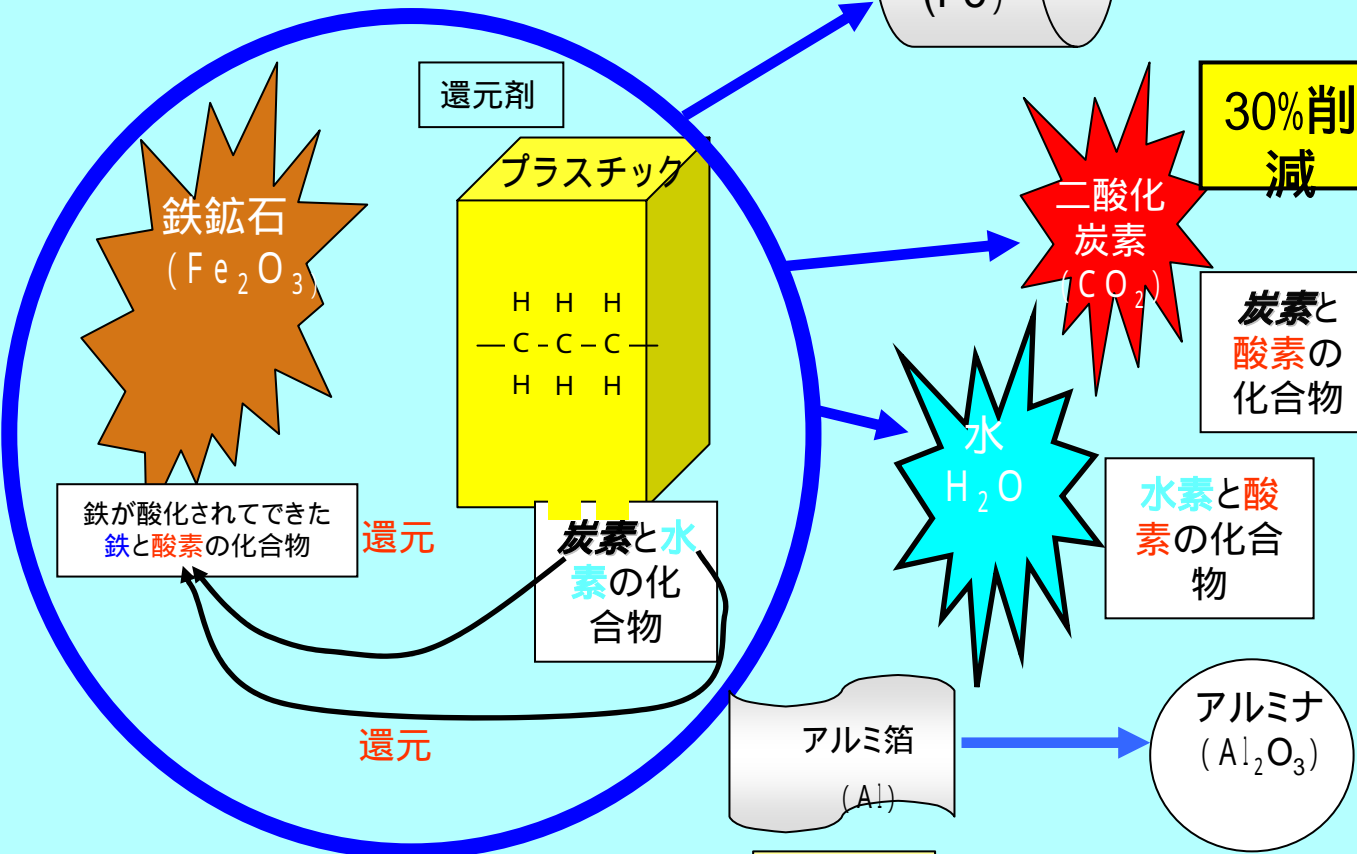 還元剤
30%削
減
プラスチック
鉄鉱石
(Fe₂O₃)
二酸化
炭素
(CO₂)
H H H
C-C-C
H H H
炭素と
酸素の
化合物
水
H₂O
鉄が酸化されてできた
鉄と酸素の化合物
還元
炭素と水
素の化
合物
水素と酸
素の化合
物
還元
アルミ箔
(Al)
アルミナ
(Al₂O₃)